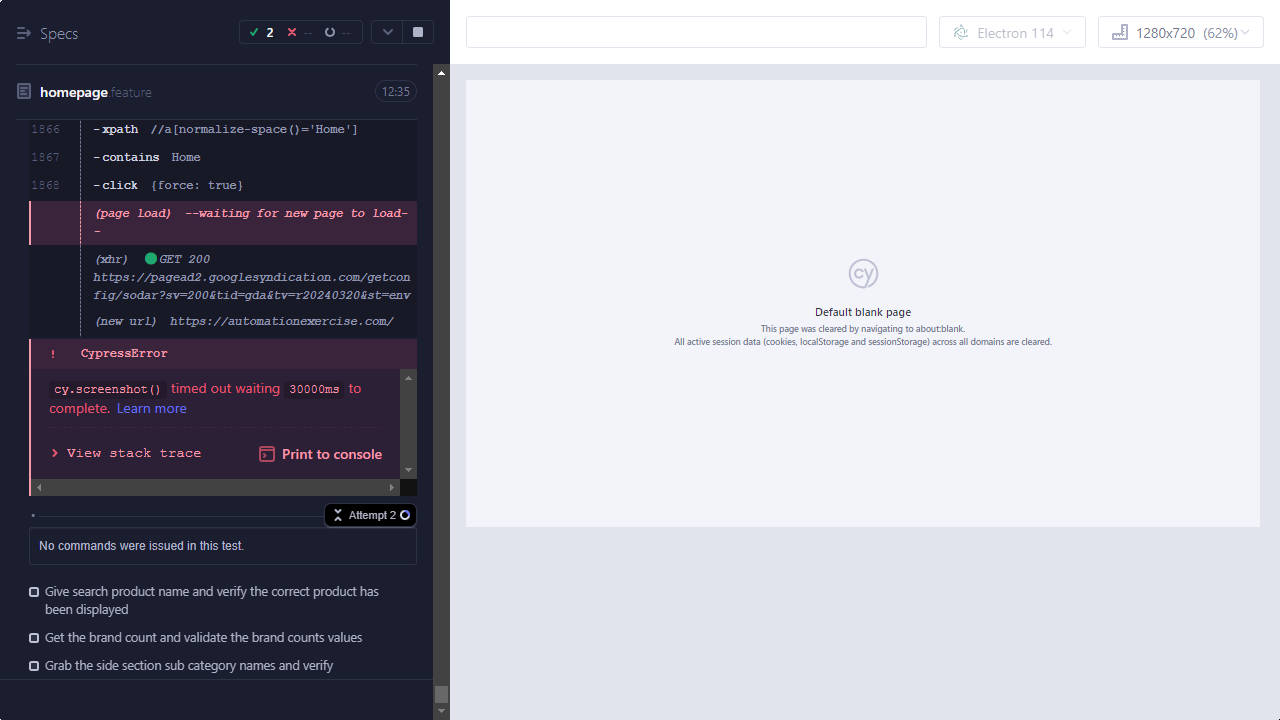 Specs
2
--
--
homepage.feature
12:35
1866 -xpath //a[normalize-space()='Home']
1867 -contains Home
1868 -click {force: true}
(page load) --waiting for new page to load-
-
(xhr) GET 200
https://pagead2.googlesyndication.com/getcon
fig/sodar?sv=200&tid=gda&tv=r20240320&st=env
(new url) https://automationexercise.com/
! CypressError
cy.screenshot() timed out waiting 30000ms to
complete. Learn more
> View stack trace
Print to console
Attempt 2
No commands were issued in this test.
Give search product name and verify the correct product has
been displayed
Get the brand count and validate the brand counts values
Grab the side section sub category names and verify
Electron 114
1280x720 (62%)
cy
Default blank page
This page was cleared by navigating to about:blank.
All active session data (cookies, localStorage and sessionStorage) across all domains are cleared.